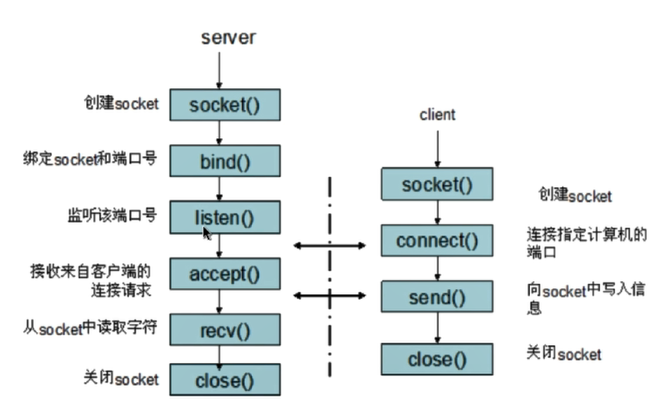 server
创建socket
socket()
绑定socket和端口号
bind()
监听该端口号
listen()
接收来自客户端的
连接请求
accept()
从socket中读取字符
recv()
关闭socket
close()
client
socket()
创建socket
connect()
连接指定计算机的
端口
send()
向socket中写入信
息
close()
关闭socket